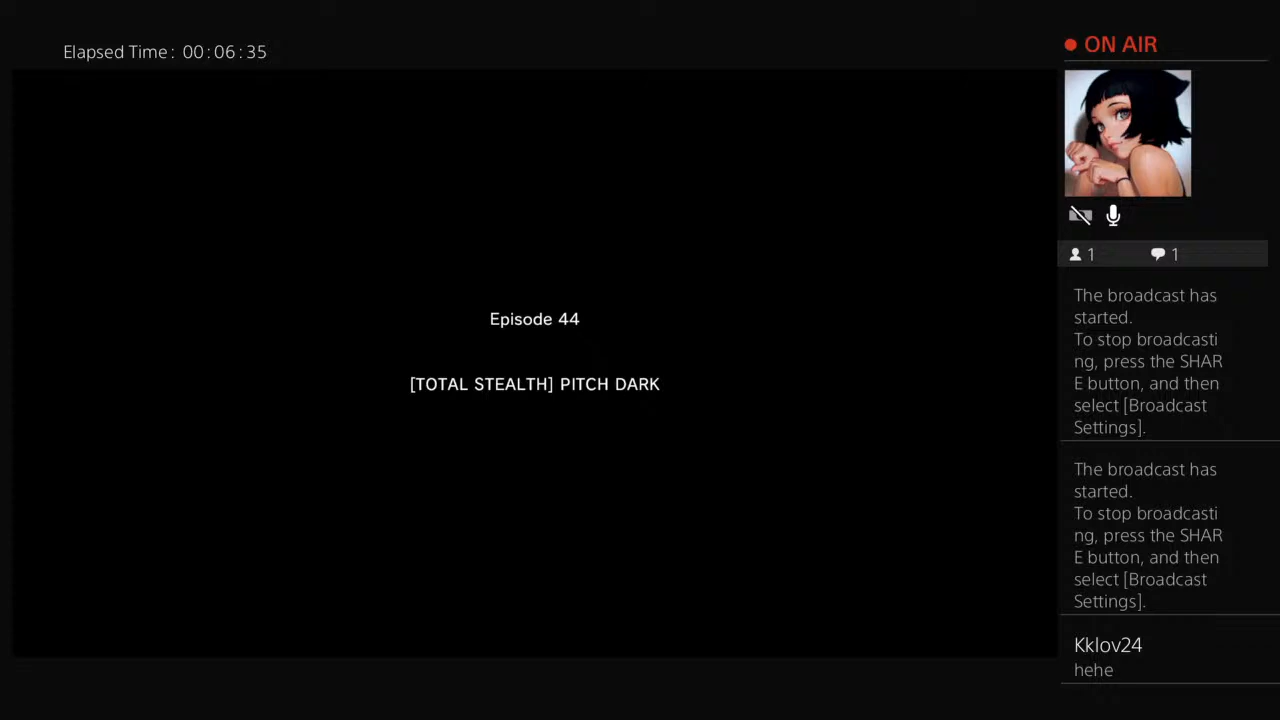 Elapsed Time: 00:06:35
ON AIR
1
1
Episode 44
[TOTAL STEALTH] PITCH DARK
The broadcast has
started.
To stop broadcasti
ng, press the SHAR
E button, and then
select [Broadcast
Settings].
The broadcast has
started.
To stop broadcasti
ng, press the SHAR
E button, and then
select [Broadcast
Settings].
Kklov24
hehe